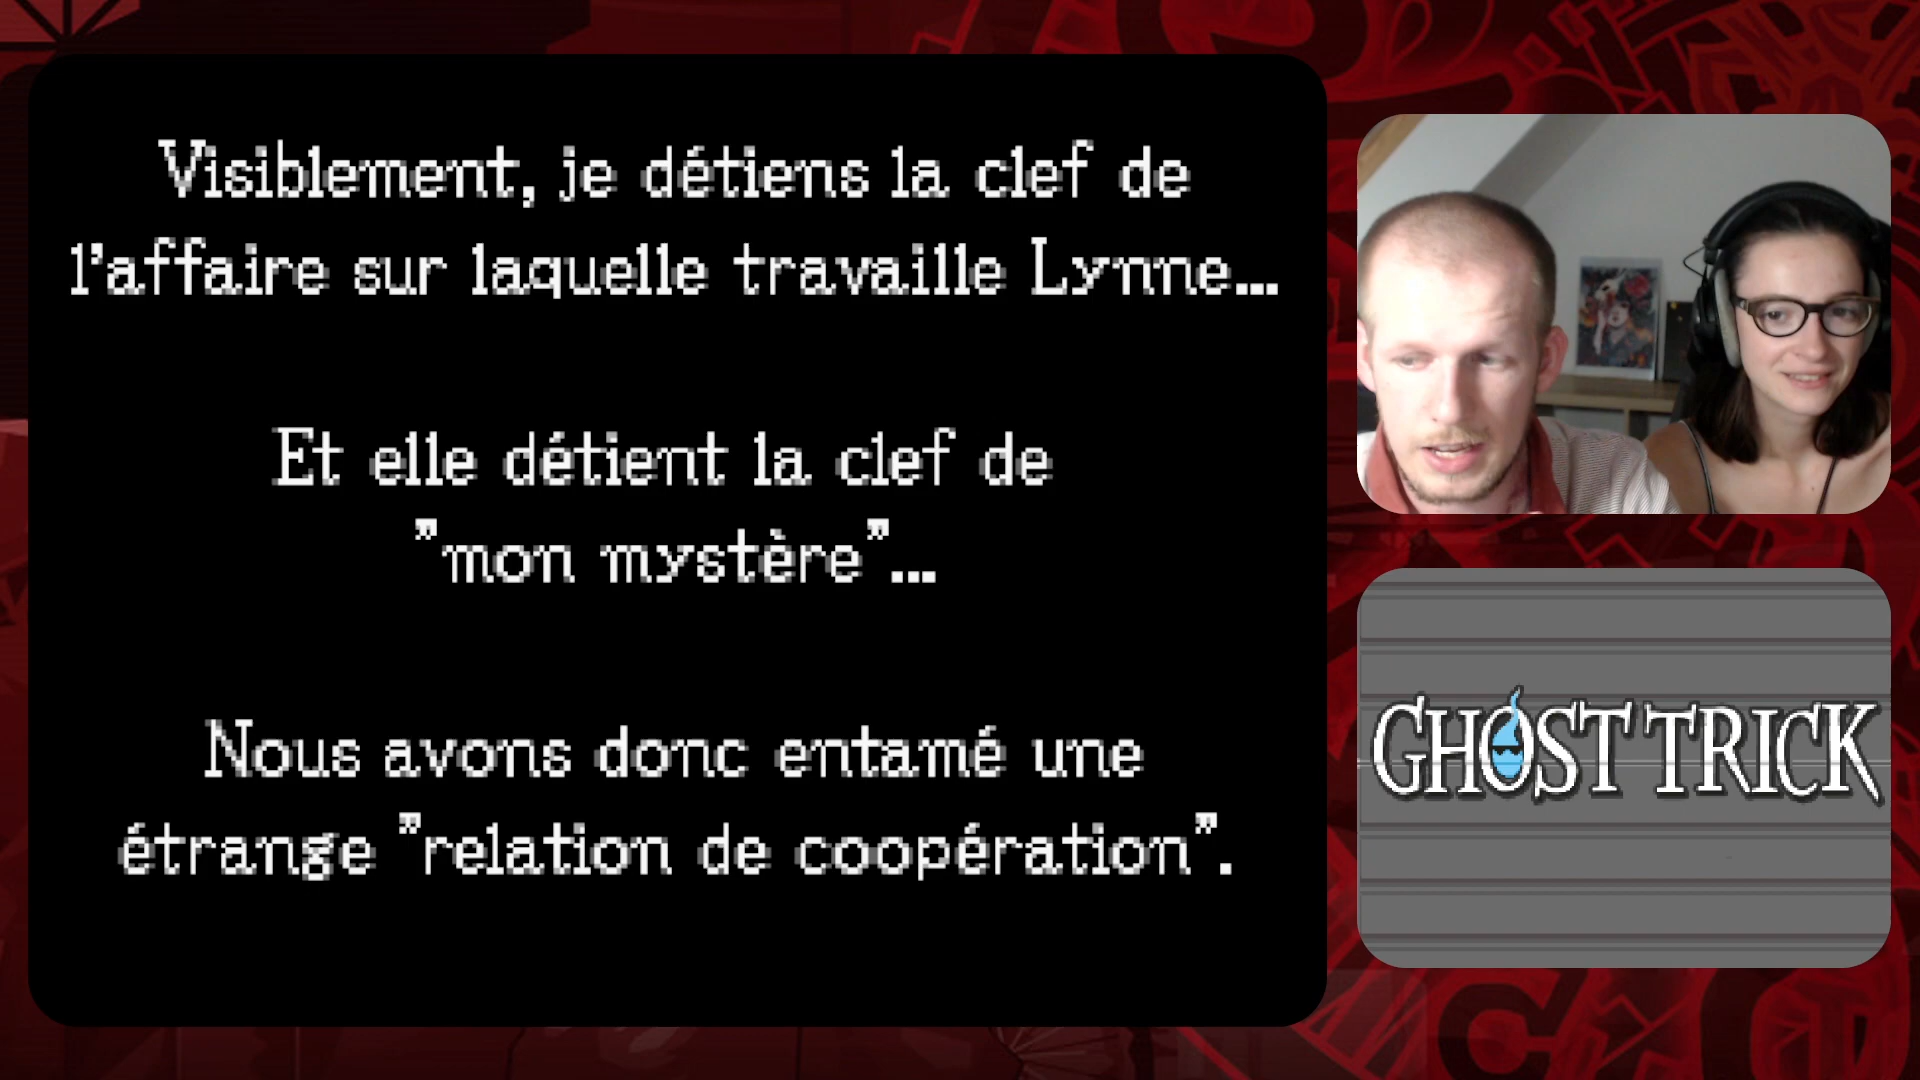 Visiblement, je détiens la clef de
l'affaire sur laquelle travaille Lynne...
Et elle détient la clef de
"mon mystère"...
Nous avons donc entamé une
étrange "relation de coopération".
GHOST TRICK